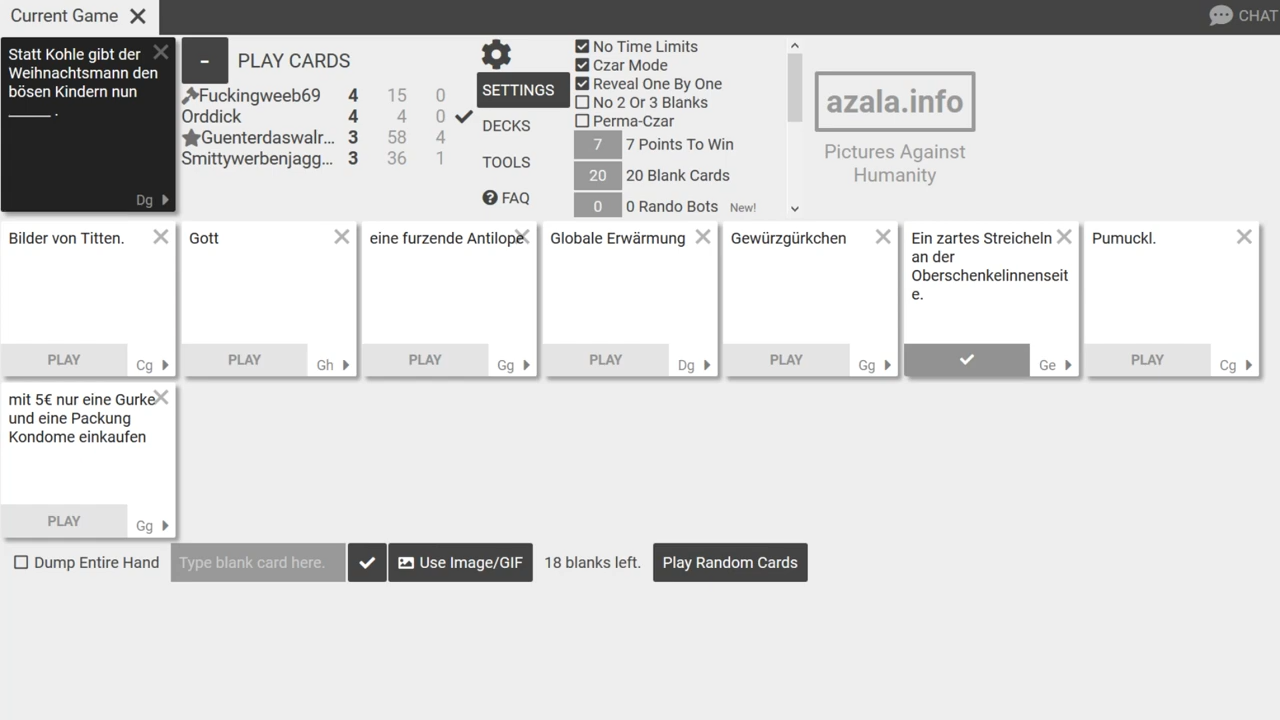 Current Game
CHAT
Statt Kohle gibt der
Weihnachtsmann den
bösen Kindern nun
_____ .
Dg
-
PLAY CARDS
Fuckingweeb69 4 15 0
Orddick 4 4 0
Guenterdaswalr... 3 58 4
Smittywerbenjagg... 3 36 1
SETTINGS
DECKS
TOOLS
? FAQ
No Time Limits
Czar Mode
Reveal One By One
No 2 Or 3 Blanks
Perma-Czar
7 7 Points To Win
20 20 Blank Cards
0 0 Rando Bots New!
azala.info
Pictures Against
Humanity
Bilder von Titten.
PLAY
Cg
Gott
PLAY
Gh
eine furzende Antilope
PLAY
Gg
Globale Erwärmung
PLAY
Dg
Gewürzgürkchen
PLAY
Gg
Ein zartes Streicheln
an der
Oberschenkelinnenseit
e.
Ge
Pumuckl.
PLAY
Cg
mit 5€ nur eine Gurke
und eine Packung
Kondome einkaufen
PLAY
Gg
Dump Entire Hand
Type blank card here.
Use Image/GIF
18 blanks left.
Play Random Cards